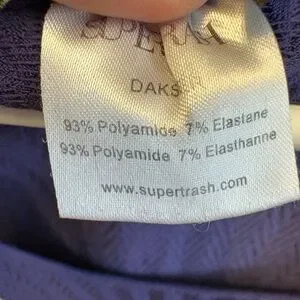 DAKS
93% Polyamide 7% Elastane
93% Polyamide 7% Elasthanne
www.supertrash.com